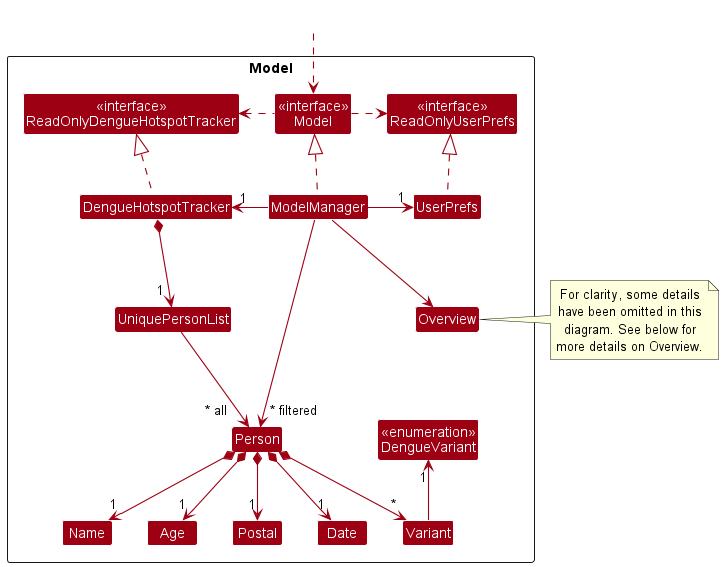 Model
«interface»
ReadOnlyDengueHotspotTracker
«interface»
Model
«interface»
ReadOnlyUserPrefs
DengueHotspotTracker
1
ModelManager
1
UserPrefs
1
UniquePersonList
Overview
For clarity, some details
have been omitted in this
diagram. See below for
more details on Overview.
* all
* filtered
Person
«enumeration»
DengueVariant
1
1
1
1
*
1
Name
Age
Postal
Date
Variant